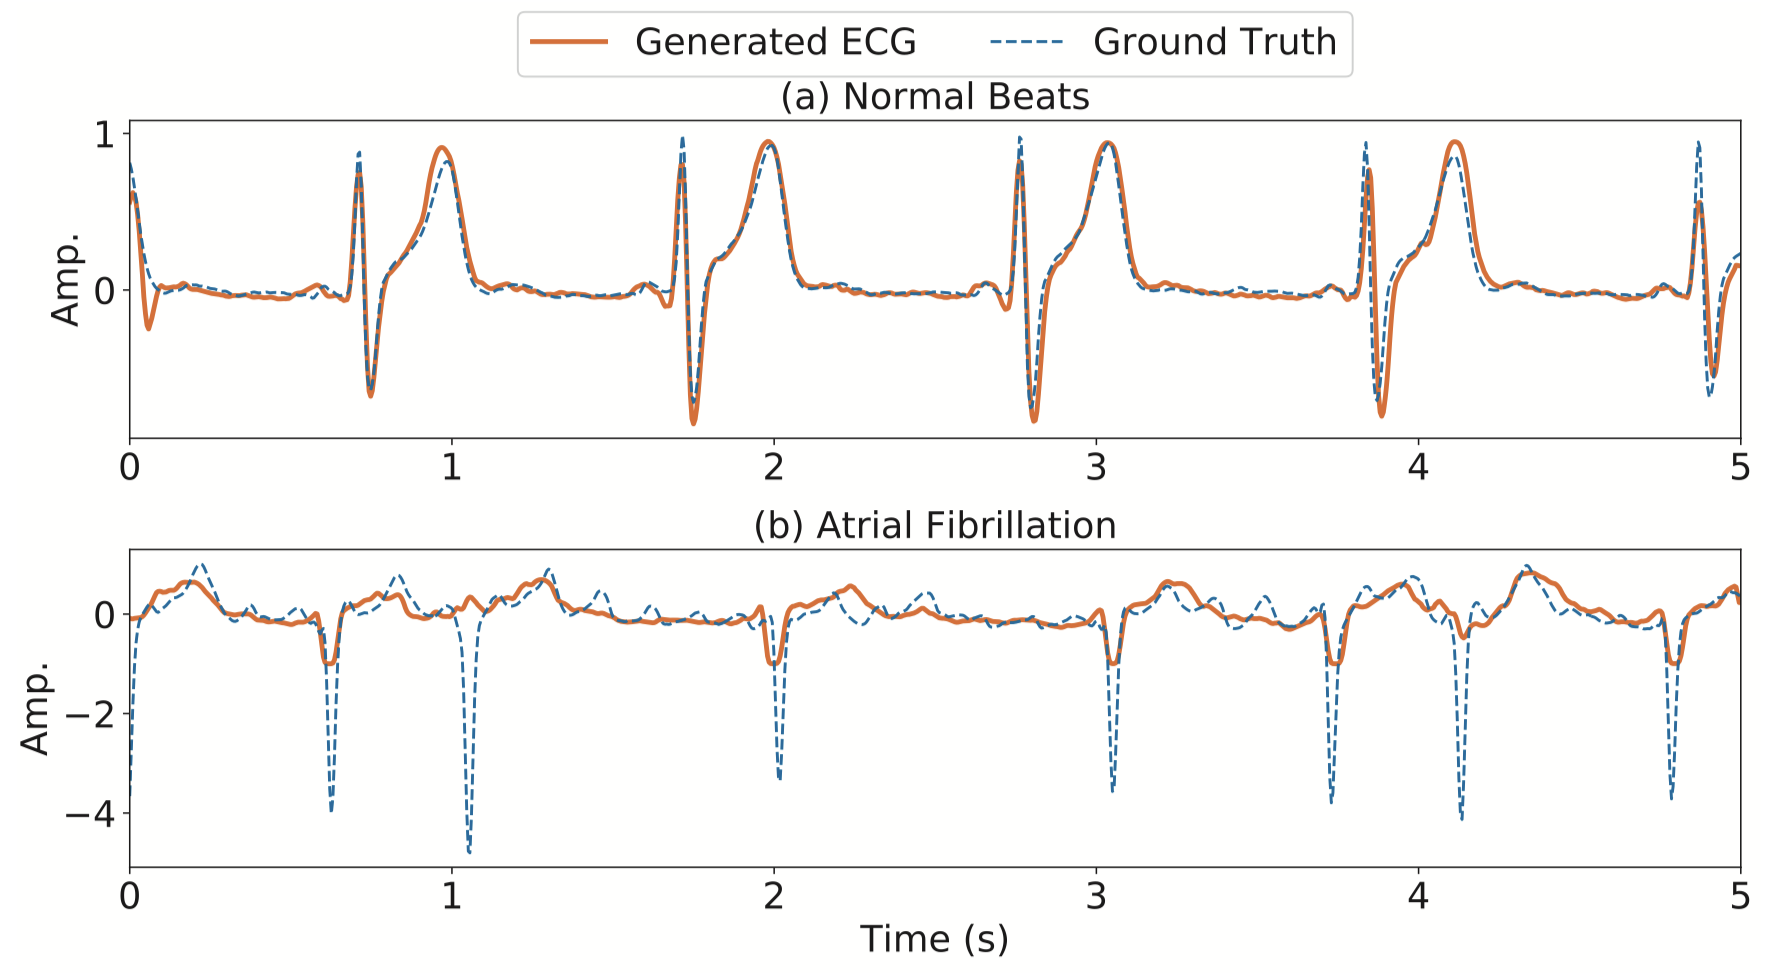 Generated ECG Ground Truth
(a) Normal Beats
1
0
Amp.
0 1 2 3 4 5
(b) Atrial Fibrillation
0
−2
−4
Amp.
0 1 2 3 4 5
Time (s)